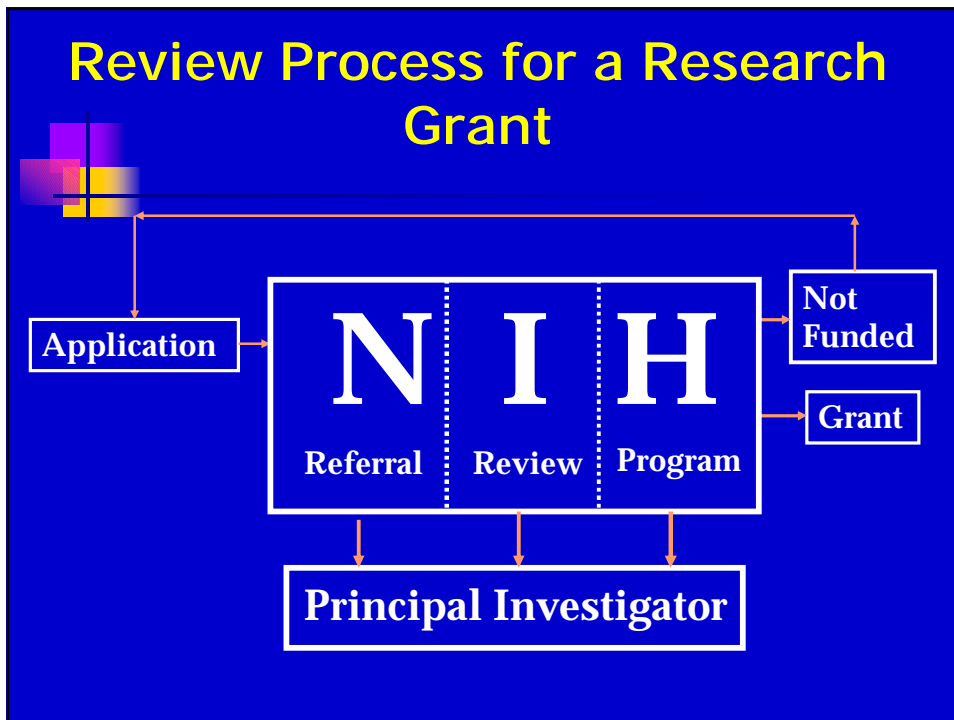 Review Process for a Research
Grant
Application
N I H
Referral Review Program
Not
Funded
Grant
Principal Investigator